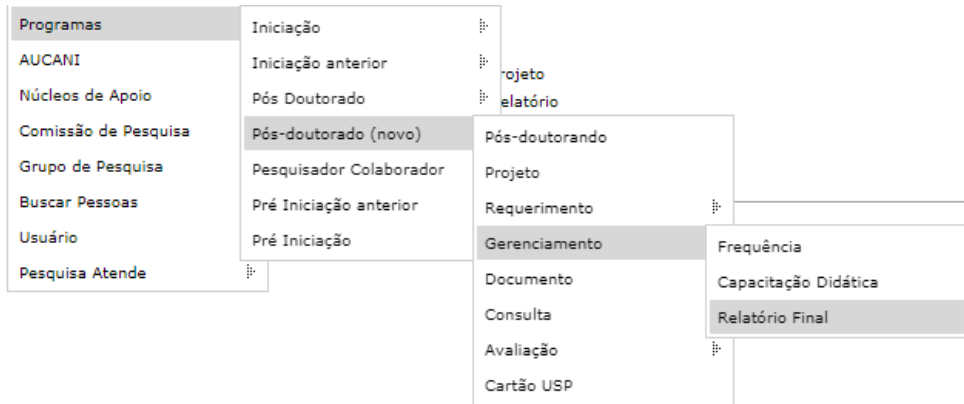 Programas
AUCANI
Núcleos de Apoio
Comissão de Pesquisa
Grupo de Pesquisa
Buscar Pessoas
Usuário
Pesquisa Atende
Iniciação
Iniciação anterior
Pós Doutorado
Pós-doutorado (novo)
Pesquisador Colaborador
Pré Iniciação anterior
Pré Iniciação
rojeto
elatório
Pós-doutorando
Projeto
Requerimento
Gerenciamento
Documento
Consulta
Avaliação
Cartão USP
Frequência
Capacitação Didática
Relatório Final